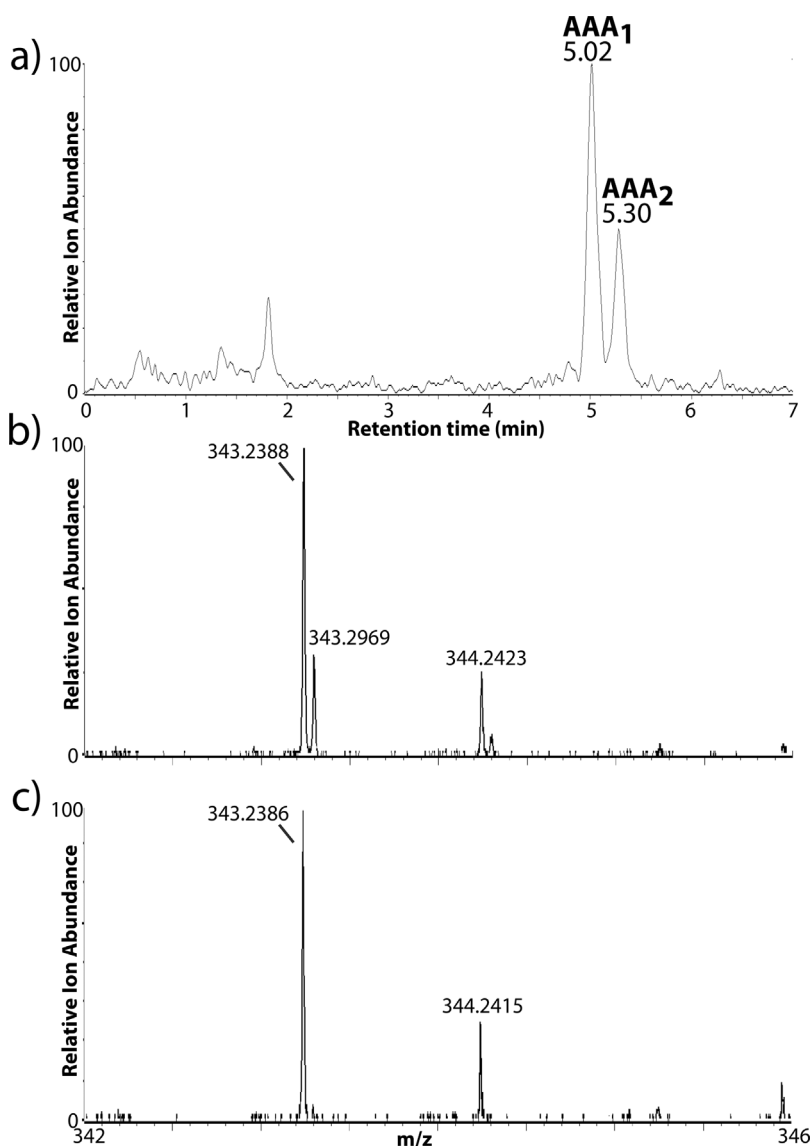 a)
AAA1
5.02
AAA2
5.30
100
0
Relative Ion Abundance
0 1 2 3 4 5 6 7
Retention time (min)
b)
100
0
Relative Ion Abundance
343.2388
343.2969
344.2423
c)
100
0
Relative Ion Abundance
343.2386
344.2415
342 346
m/z